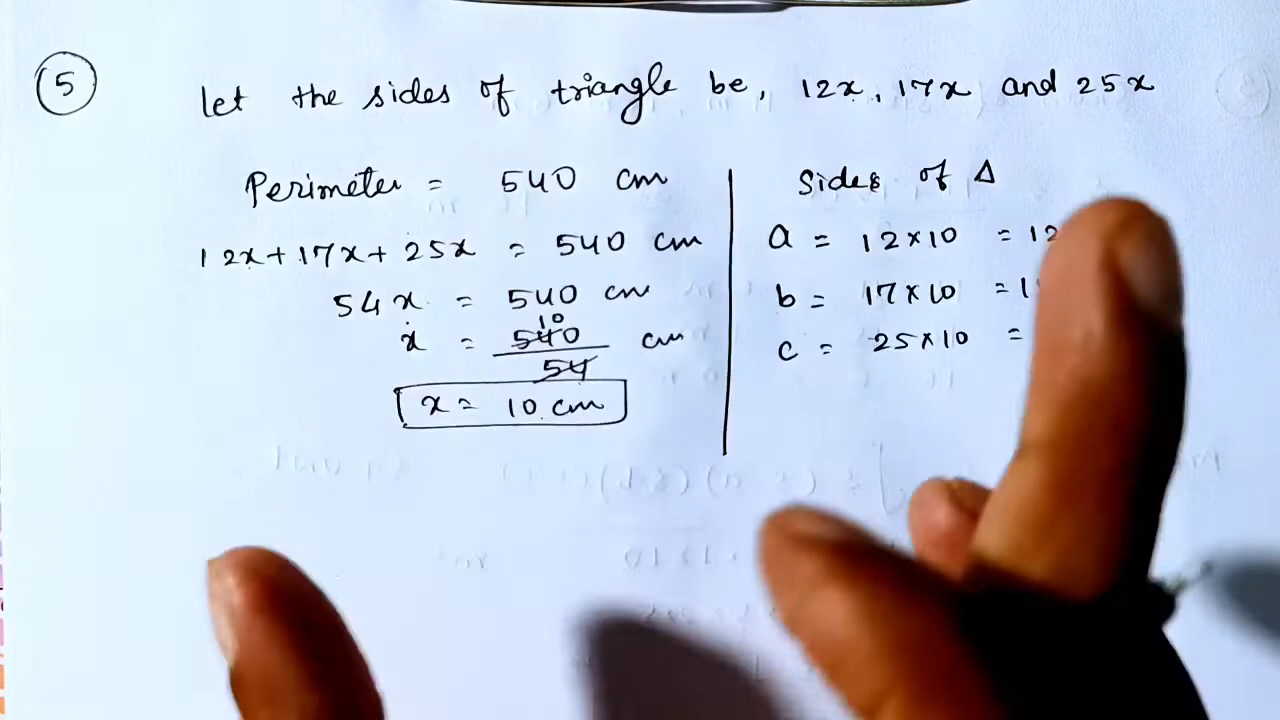 5
Let the sides of triangle be, 12x, 17x and 25x
Perimeter = 540 cm
12x + 17x + 25x = 540 cm
54x = 540 cm
x = 540/54 cm
10
x = 10 cm
Sides of Δ
a = 12×10 = 12
b = 17×10 = 1
c = 25×10 =